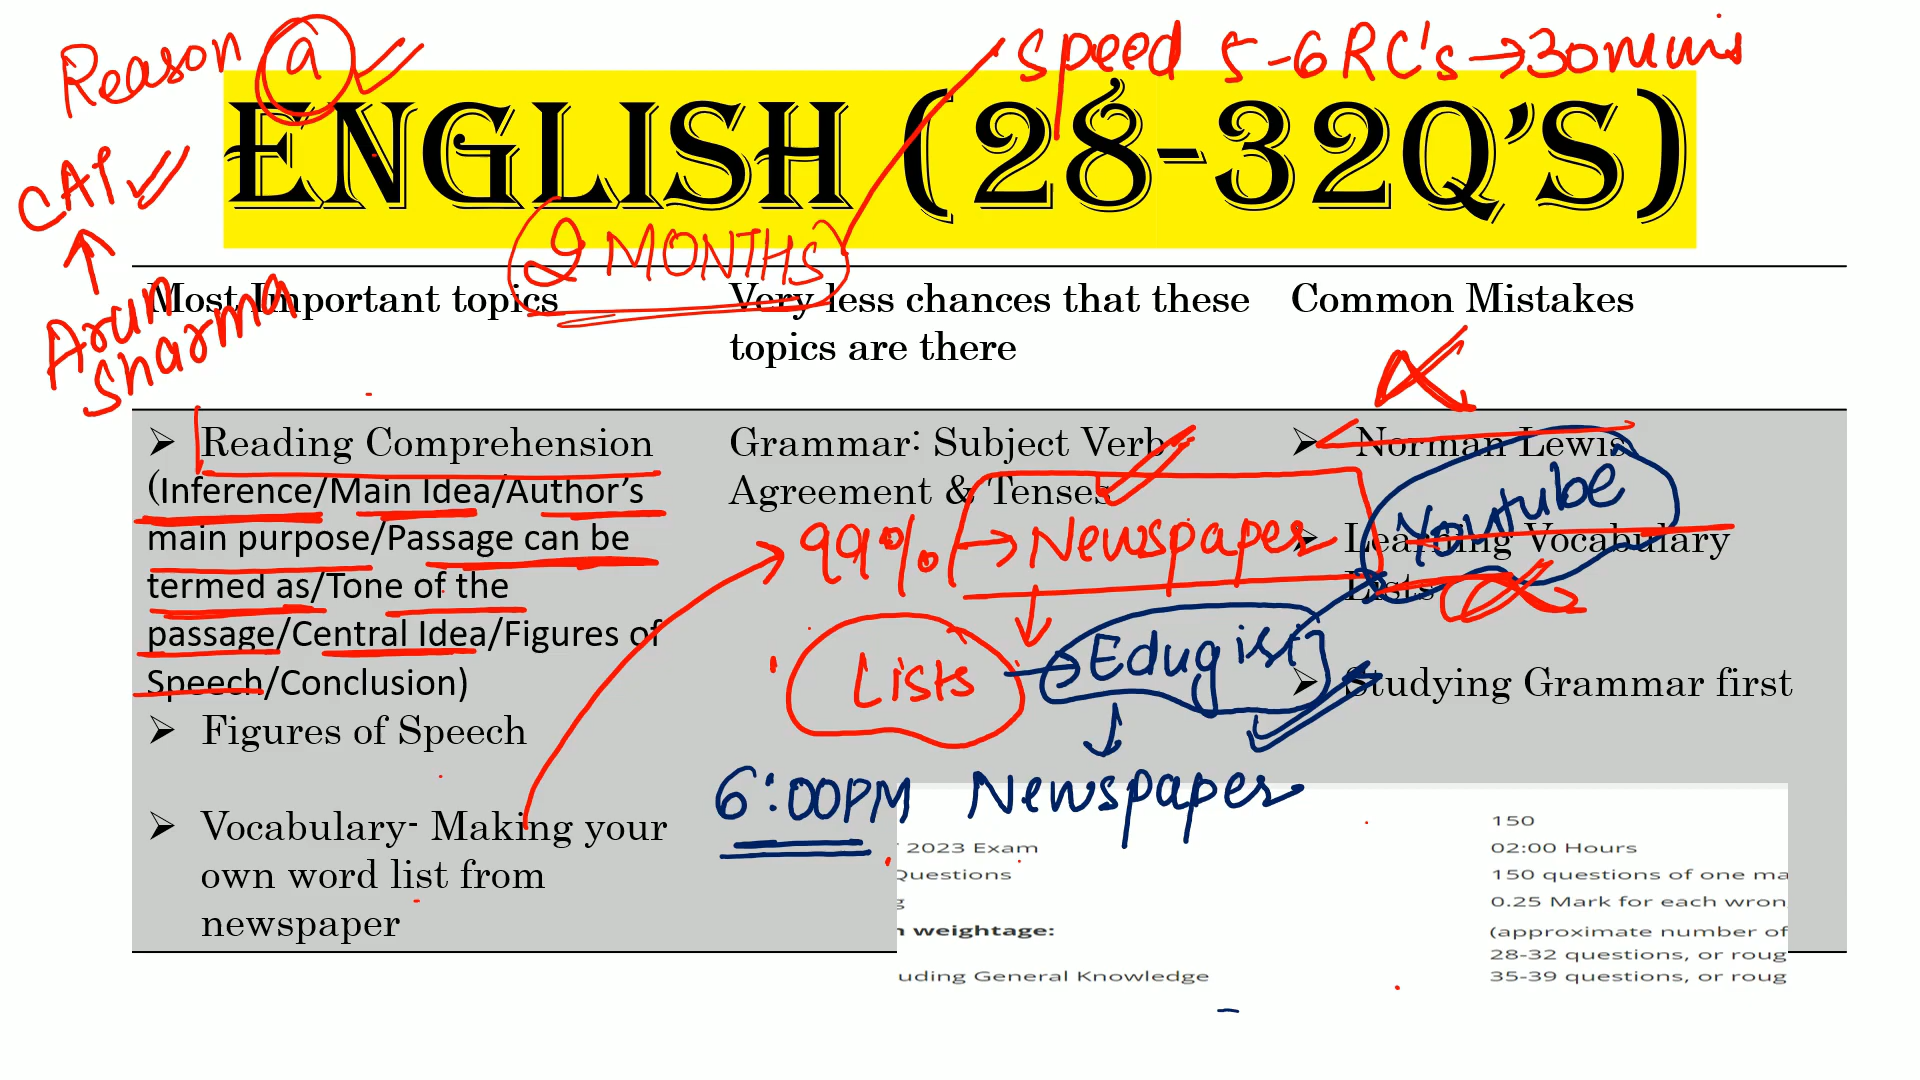 Reason a
Speed 5-6 RC's → 30 mins
ENGLISH (28-32Q'S)
CAT
2 MONTHS
Arun
Sharma
Most Important topics
Very less chances that these
topics are there
Common Mistakes
➢ Reading Comprehension
(Inference/Main Idea/Author's
main purpose/Passage can be
termed as/Tone of the
passage/Central Idea/Figures of
Speech/Conclusion)
➢ Figures of Speech
➢ Vocabulary- Making your
own word list from
newspaper
Grammar: Subject Verb
Agreement & Tenses
99% → Newspaper
Lists → Edugist
6:00PM Newspaper
➢ Norman Lewis
Youtube
➢ Learning Vocabulary
Lists
➢ Studying Grammar first
150
2023 Exam 02:00 Hours
Questions 150 questions of one ma
0.25 Mark for each wron
weightage: (approximate number of
28-32 questions, or roug
uding General Knowledge 35-39 questions, or roug